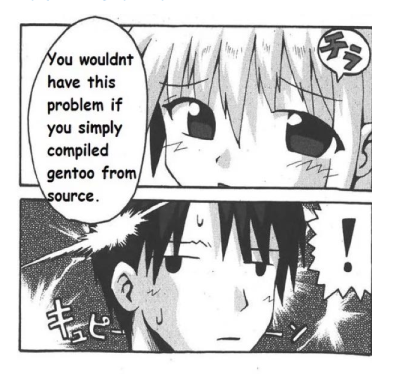 You wouldnt
have this
problem if
you simply
compiled
gentoo from
source.
チラ
!
キュピーーン